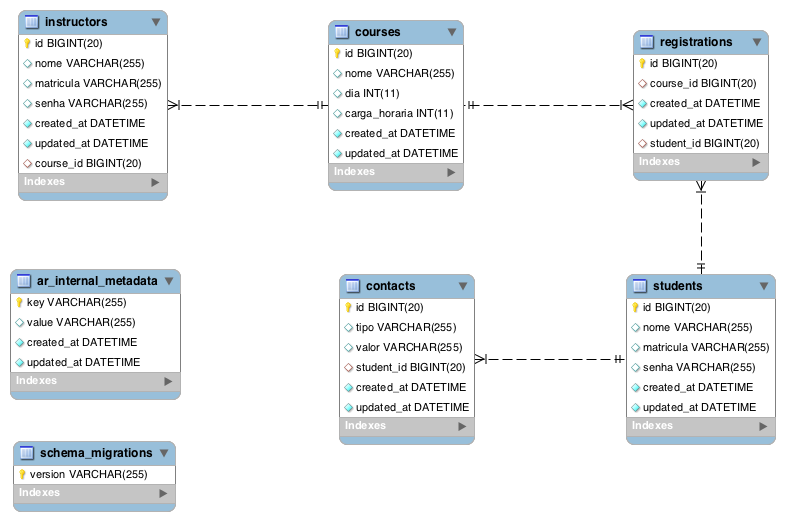 instructors
id BIGINT(20)
nome VARCHAR(255)
matricula VARCHAR(255)
senha VARCHAR(255)
created_at DATETIME
updated_at DATETIME
course_id BIGINT(20)
Indexes
courses
id BIGINT(20)
nome VARCHAR(255)
dia INT(11)
carga_horaria INT(11)
created_at DATETIME
updated_at DATETIME
Indexes
registrations
id BIGINT(20)
course_id BIGINT(20)
created_at DATETIME
updated_at DATETIME
student_id BIGINT(20)
Indexes
ar_internal_metadata
key VARCHAR(255)
value VARCHAR(255)
created_at DATETIME
updated_at DATETIME
Indexes
contacts
id BIGINT(20)
tipo VARCHAR(255)
valor VARCHAR(255)
student_id BIGINT(20)
created_at DATETIME
updated_at DATETIME
Indexes
students
id BIGINT(20)
nome VARCHAR(255)
matricula VARCHAR(255)
senha VARCHAR(255)
created_at DATETIME
updated_at DATETIME
Indexes
schema_migrations
version VARCHAR(255)
Indexes